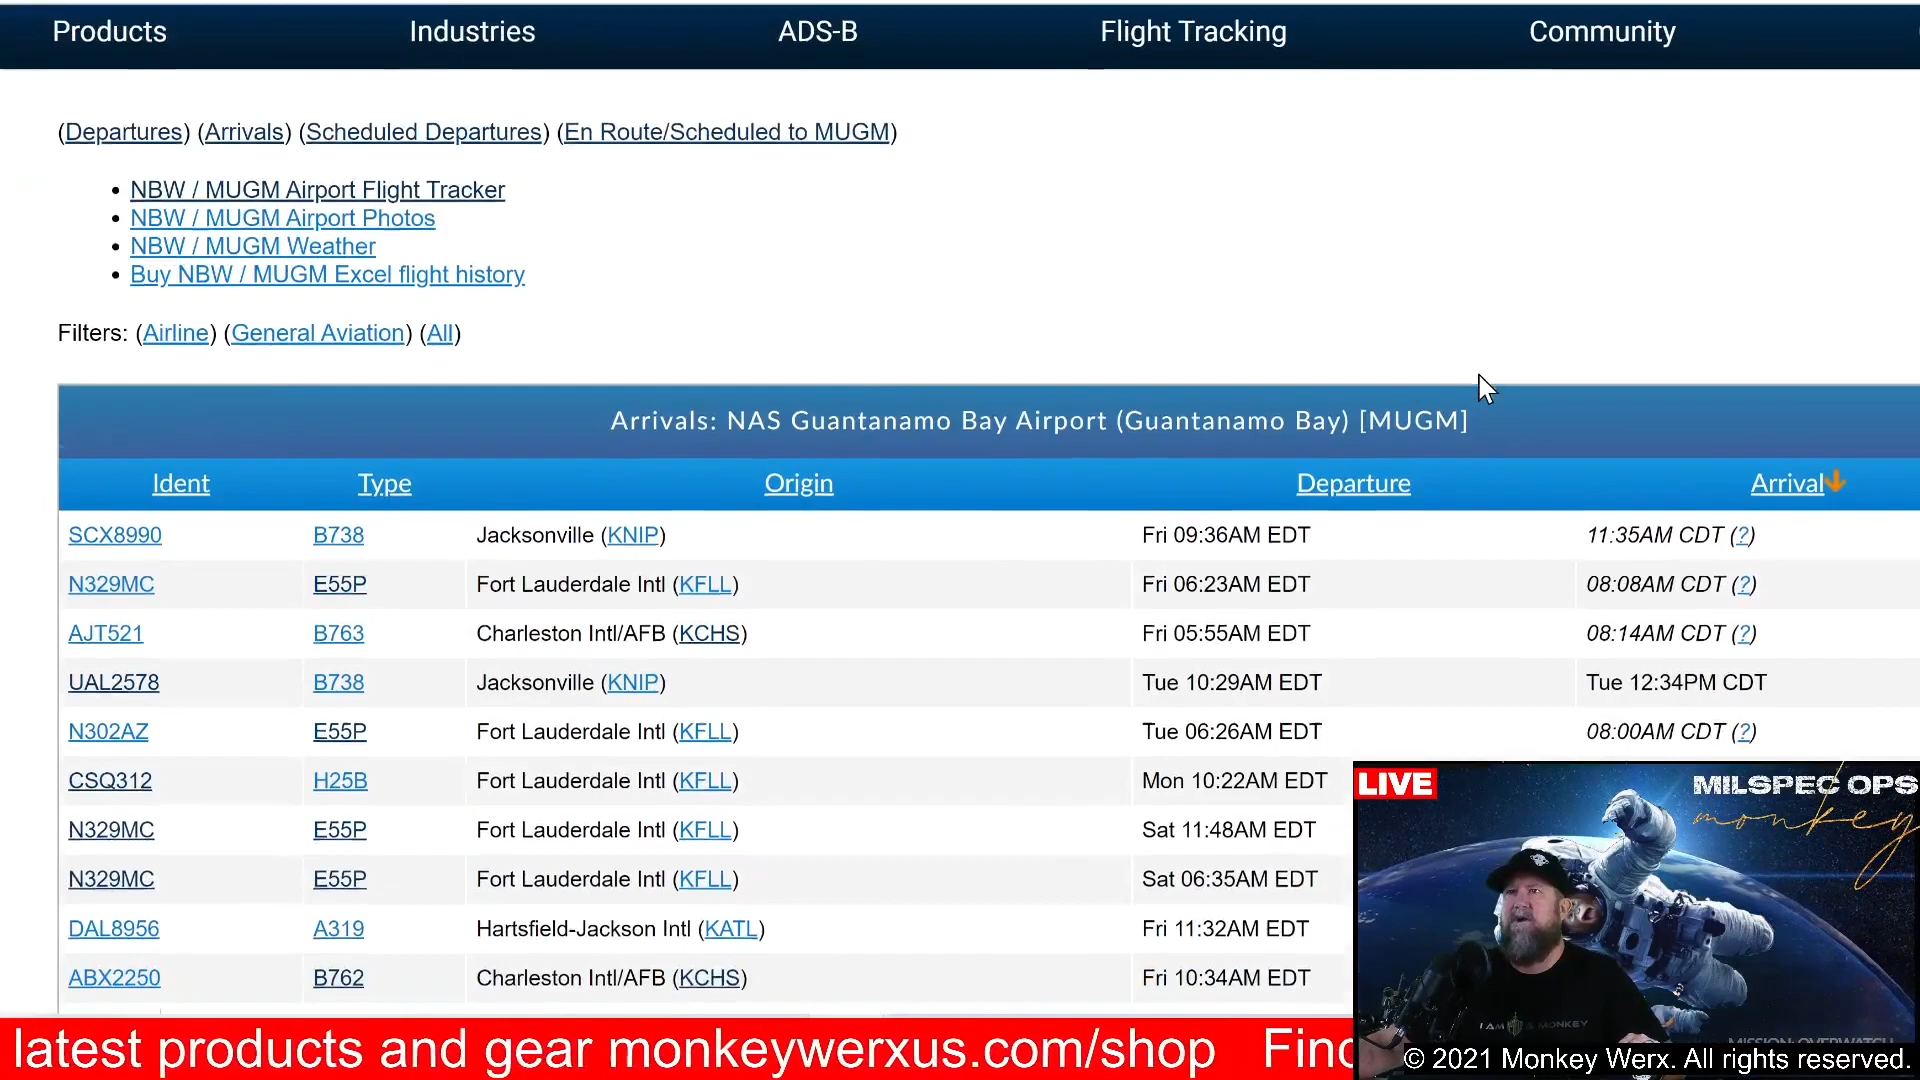 Products Industries ADS-B Flight Tracking Community
(Departures) (Arrivals) (Scheduled Departures) (En Route/Scheduled to MUGM)
• NBW / MUGM Airport Flight Tracker
• NBW / MUGM Airport Photos
• NBW / MUGM Weather
• Buy NBW / MUGM Excel flight history
Filters: (Airline) (General Aviation) (All)
Arrivals: NAS Guantanamo Bay Airport (Guantanamo Bay) [MUGM]
Ident Type Origin Departure Arrival
SCX8990 B738 Jacksonville (KNIP) Fri 09:36AM EDT 11:35AM CDT (?)
N329MC E55P Fort Lauderdale Intl (KFLL) Fri 06:23AM EDT 08:08AM CDT (?)
AJT521 B763 Charleston Intl/AFB (KCHS) Fri 05:55AM EDT 08:14AM CDT (?)
UAL2578 B738 Jacksonville (KNIP) Tue 10:29AM EDT Tue 12:34PM CDT
N302AZ E55P Fort Lauderdale Intl (KFLL) Tue 06:26AM EDT 08:00AM CDT (?)
CSQ312 H25B Fort Lauderdale Intl (KFLL) Mon 10:22AM EDT
N329MC E55P Fort Lauderdale Intl (KFLL) Sat 11:48AM EDT
N329MC E55P Fort Lauderdale Intl (KFLL) Sat 06:35AM EDT
DAL8956 A319 Hartsfield-Jackson Intl (KATL) Fri 11:32AM EDT
ABX2250 B762 Charleston Intl/AFB (KCHS) Fri 10:34AM EDT
LIVE
MILSPEC OPS
monkey
I AM A MONKEY
MISSION: OVERWATCH
latest products and gear monkeywerxus.com/shop Find
© 2021 Monkey Werx. All rights reserved.